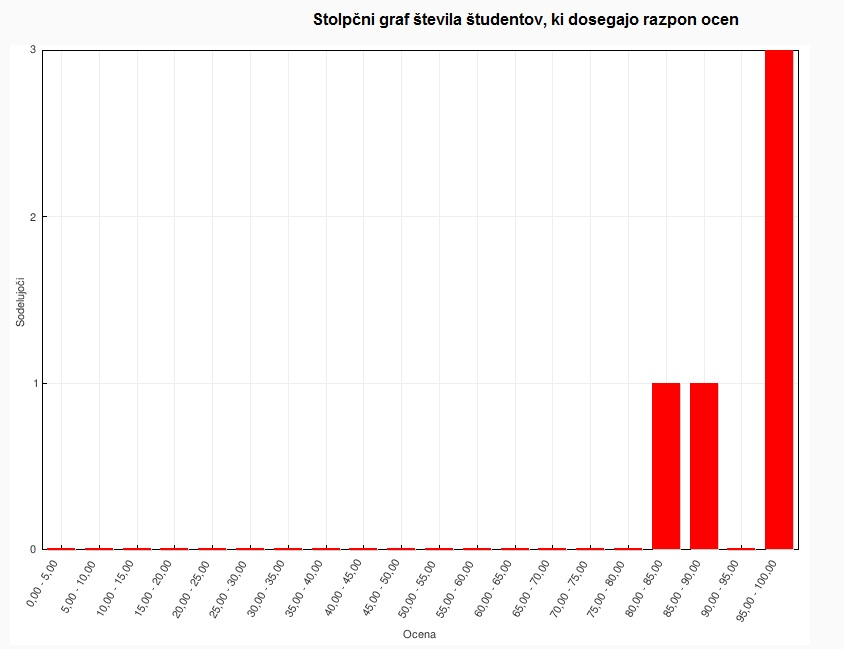 Stolpčni graf števila študentov, ki dosegajo razpon ocen
3
2
1
0
Sodelujoči
0,00 - 5,00
5,00 - 10,00
10,00 - 15,00
15,00 - 20,00
20,00 - 25,00
25,00 - 30,00
30,00 - 35,00
35,00 - 40,00
40,00 - 45,00
45,00 - 50,00
50,00 - 55,00
55,00 - 60,00
60,00 - 65,00
65,00 - 70,00
70,00 - 75,00
75,00 - 80,00
80,00 - 85,00
85,00 - 90,00
90,00 - 95,00
95,00 - 100,00
Ocena